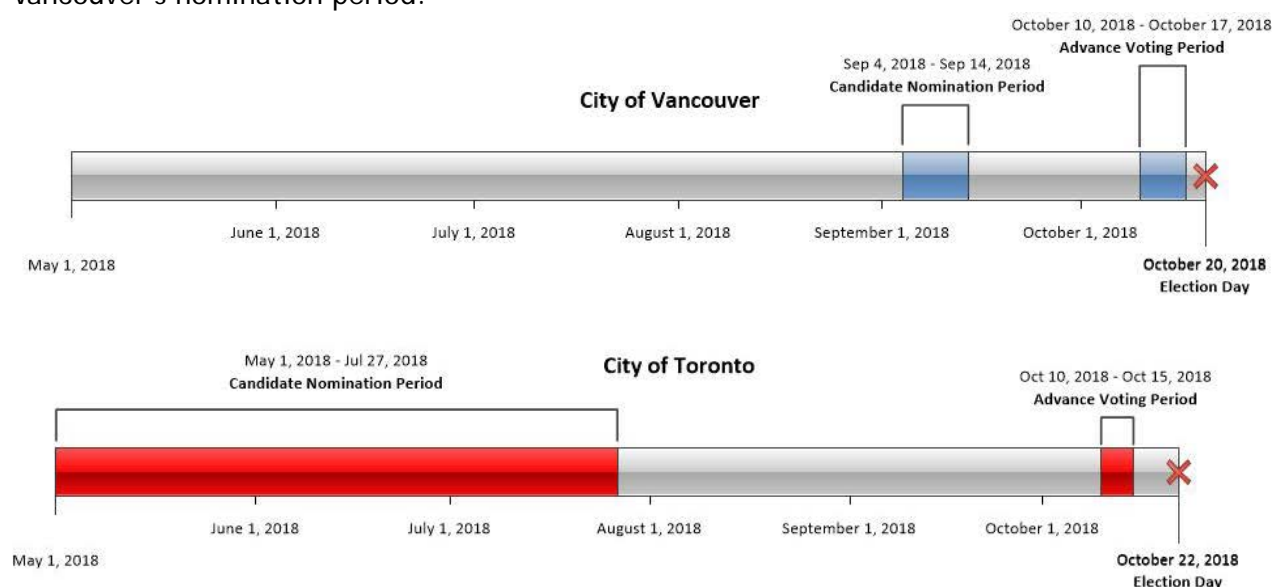 Vancouver's nomination period.
October 10, 2018 - October 17, 2018
Advance Voting Period
Sep 4, 2018 - Sep 14, 2018
Candidate Nomination Period
City of Vancouver
June 1, 2018
July 1, 2018
August 1, 2018
September 1, 2018
October 1, 2018
May 1, 2018
October 20, 2018
Election Day
May 1, 2018 - Jul 27, 2018
Candidate Nomination Period
City of Toronto
Oct 10, 2018 - Oct 15, 2018
Advance Voting Period
June 1, 2018
July 1, 2018
August 1, 2018
September 1, 2018
October 1, 2018
May 1, 2018
October 22, 2018
Election Day